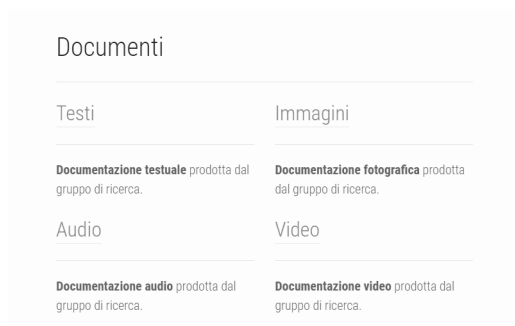 Documenti
Testi
Documentazione testuale prodotta dal
gruppo di ricerca.
Immagini
Documentazione fotografica prodotta
dal gruppo di ricerca.
Audio
Documentazione audio prodotta dal
gruppo di ricerca.
Video
Documentazione video prodotta dal
gruppo di ricerca.